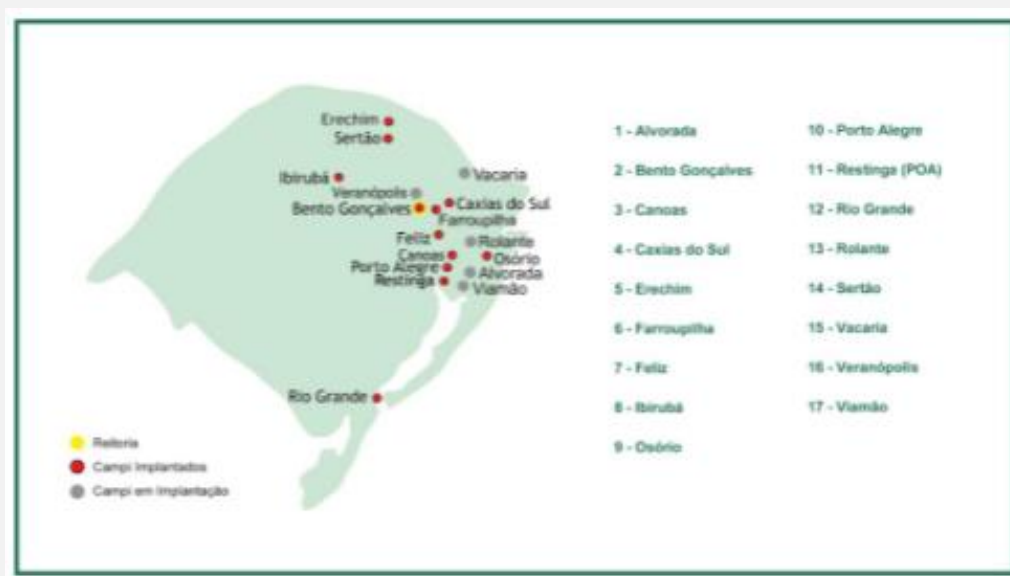 Erechim
Sertão
Ibirubá
Vacaria
Veranópolis
Bento Gonçalves
Caxias do Sul
Farroupilha
Feliz
Rolante
Canoas
Osório
Porto Alegre
Alvorada
Restinga
Viamão
Rio Grande
Reitoria
Campi Implantados
Campi em Implantação
1 - Alvorada
2 - Bento Gonçalves
3 - Canoas
4 - Caxias do Sul
5 - Erechim
6 - Farroupilha
7 - Feliz
8 - Ibirubá
9 - Osório
10 - Porto Alegre
11 - Restinga (POA)
12 - Rio Grande
13 - Rolante
14 - Sertão
15 - Vacaria
16 - Veranópolis
17 - Viamão